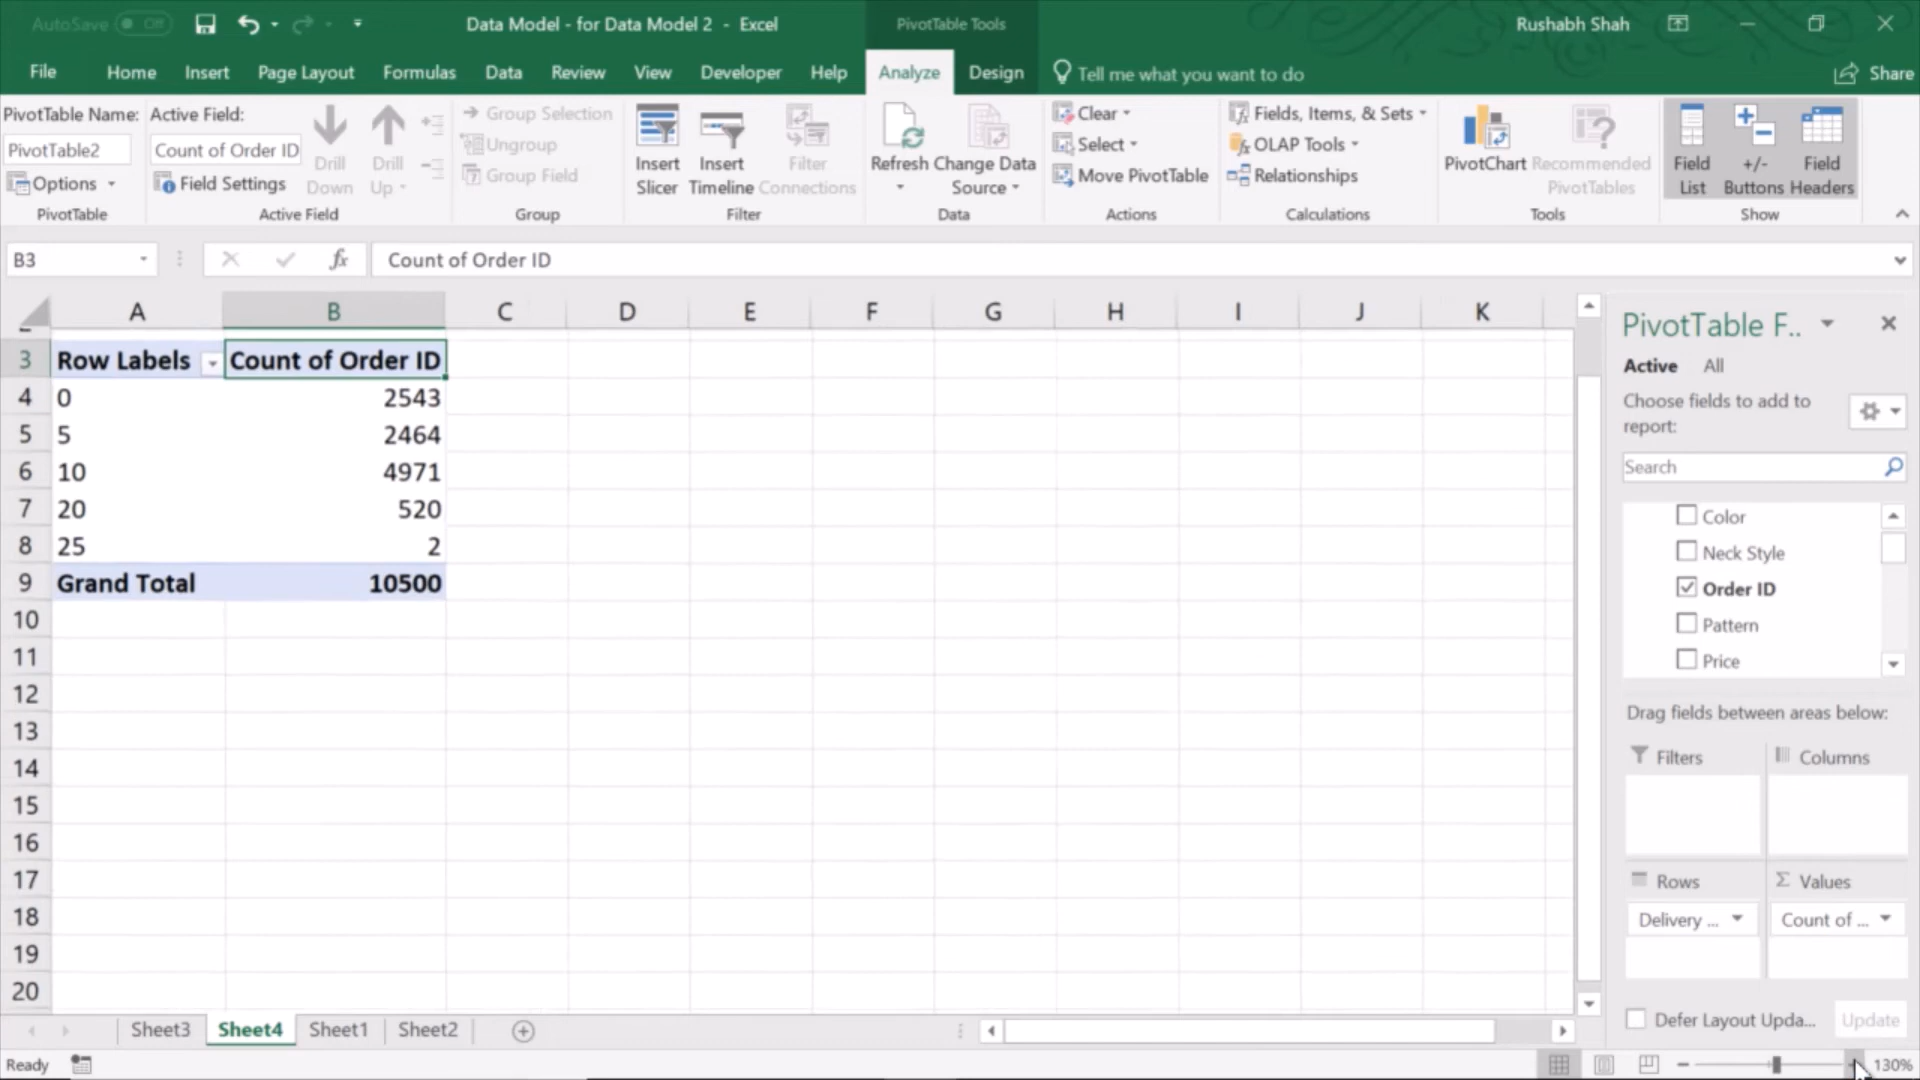 AutoSave Off
Data Model - for Data Model 2 - Excel
PivotTable Tools
Rushabh Shah
File Home Insert Page Layout Formulas Data Review View Developer Help Analyze Design Tell me what you want to do Share
PivotTable Name:
PivotTable2
Options
PivotTable
Active Field:
Count of Order ID
Field Settings
Drill Down
Drill Up
Active Field
Group Selection
Ungroup
Group Field
Group
Insert Slicer
Insert Timeline
Filter Connections
Filter
Refresh
Change Data Source
Data
Clear
Select
Move PivotTable
Actions
Fields, Items, & Sets
OLAP Tools
Relationships
Calculations
PivotChart
Recommended PivotTables
Tools
Field List
+/- Buttons
Field Headers
Show
B3
fx
Count of Order ID
A B C D E F G H I J K
3 Row Labels Count of Order ID
4 0 2543
5 5 2464
6 10 4971
7 20 520
8 25 2
9 Grand Total 10500
10
11
12
13
14
15
16
17
18
19
20
PivotTable F..
Active All
Choose fields to add to
report:
Search
Color
Neck Style
Order ID
Pattern
Price
Drag fields between areas below:
Filters
Columns
Rows
Σ Values
Delivery ...
Count of ...
Defer Layout Upda...
Update
Sheet3 Sheet4 Sheet1 Sheet2
Ready
130%